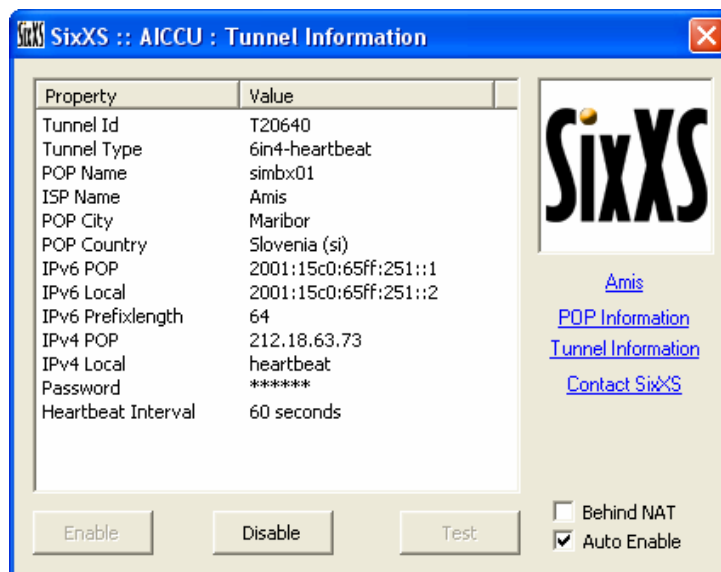 SixXS SixXS :: AICCU : Tunnel Information
Property Value
Tunnel Id T20640
Tunnel Type 6in4-heartbeat
POP Name simbx01
ISP Name Amis
POP City Maribor
POP Country Slovenia (si)
IPv6 POP 2001:15c0:65ff:251::1
IPv6 Local 2001:15c0:65ff:251::2
IPv6 Prefixlength 64
IPv4 POP 212.18.63.73
IPv4 Local heartbeat
Password ******
Heartbeat Interval 60 seconds
SixXS
Amis
POP Information
Tunnel Information
Contact SixXS
Enable Disable Test
Behind NAT
Auto Enable